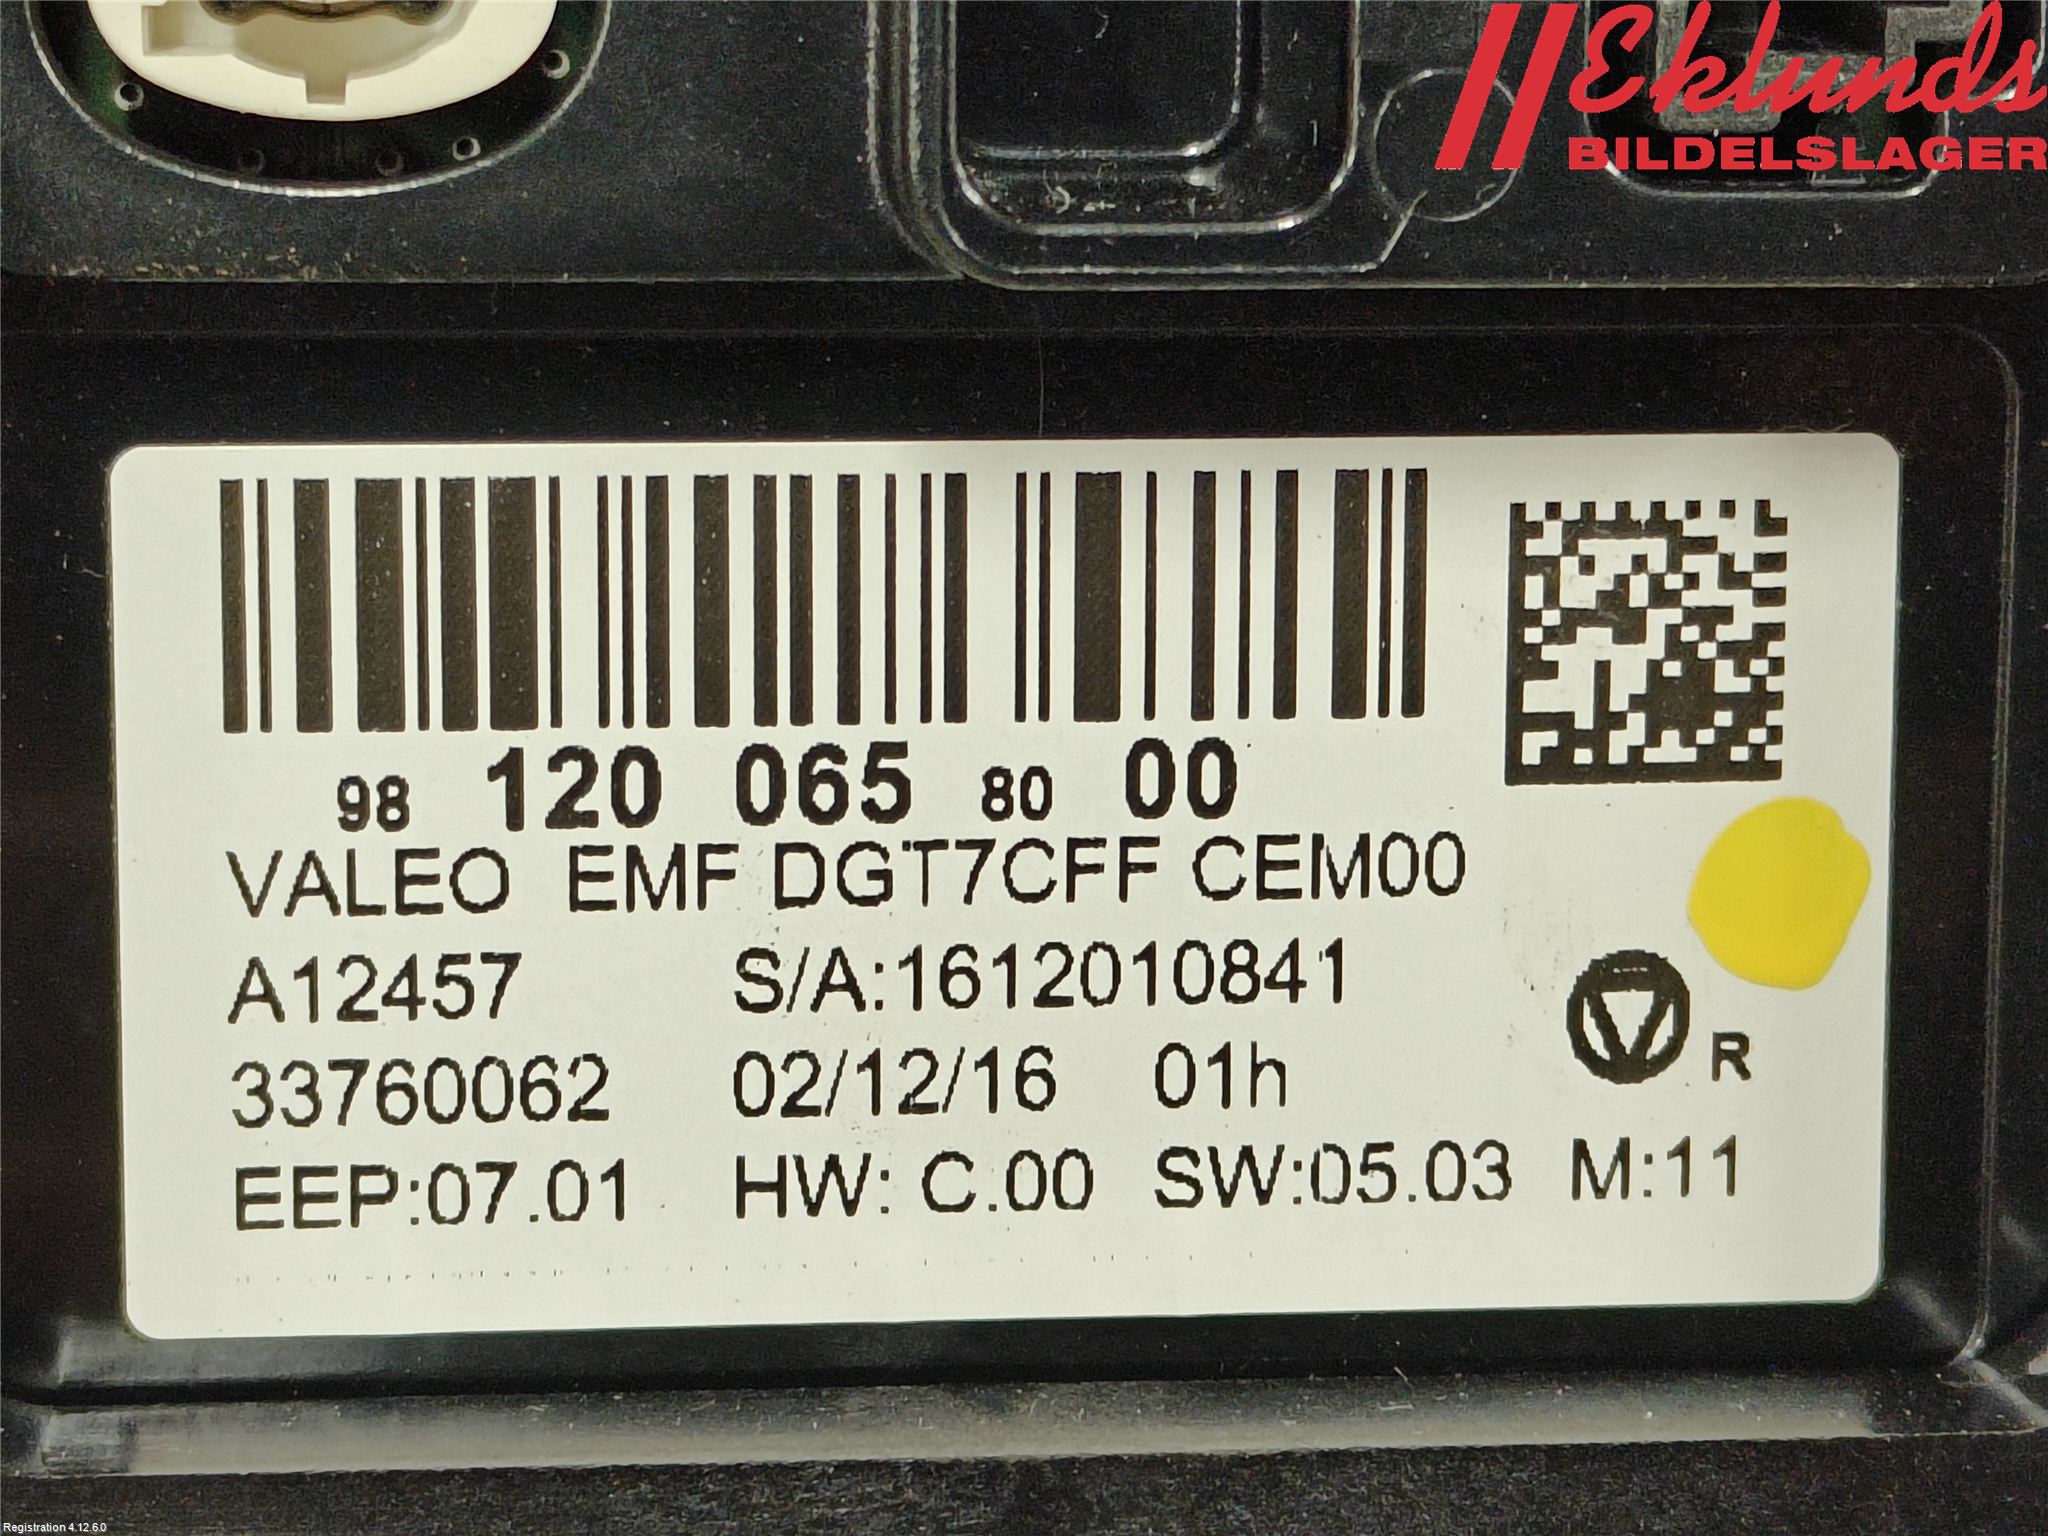 Eklunds
BILDELSLAGER
98 120 065 80 00
VALEO EMF DGT7CFF CEM00
A12457 S/A:1612010841
33760062 02/12/16 01h
R
EEP:07.01 HW: C.00 SW:05.03 M:11
Registration 4.12.6.0